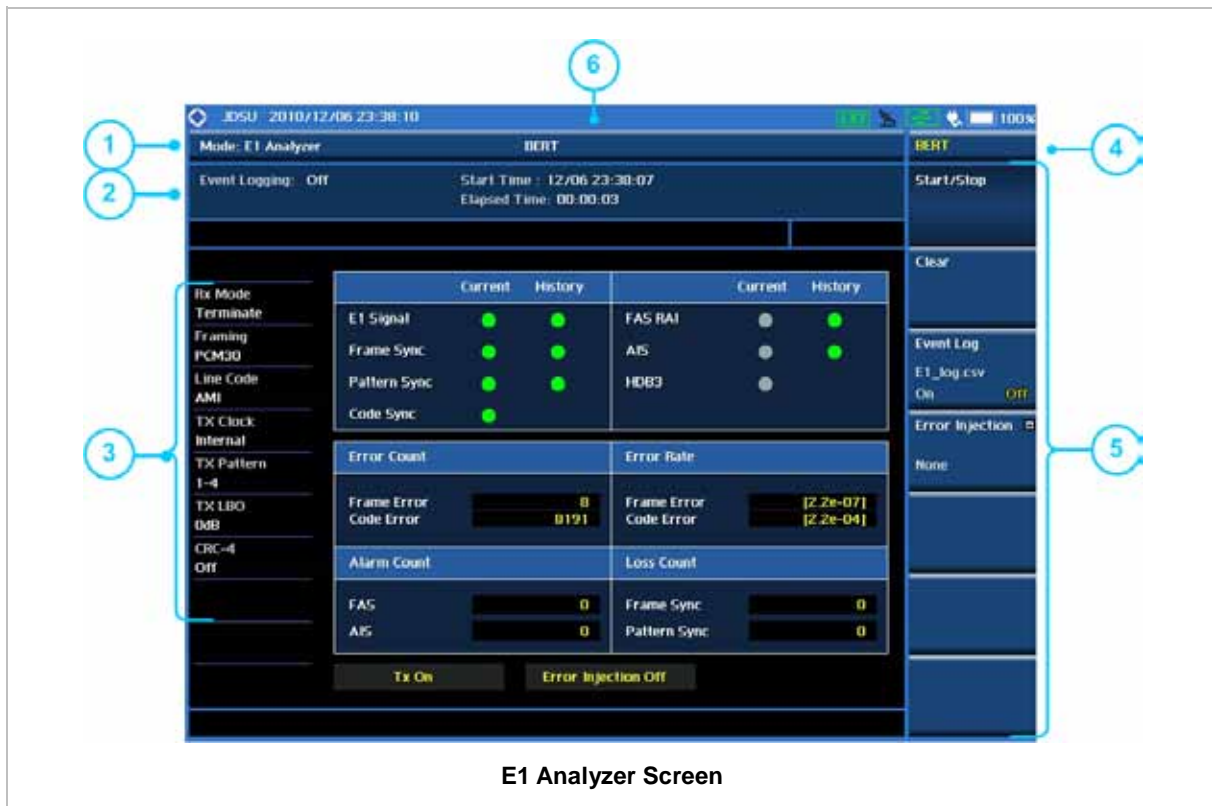 6
JDSU 2010/12/06 23:38:10
100%
1
Mode: E1 Analyzer BERT
BERT
4
2
Event Logging: Off
Start Time : 12/06 23:38:07
Elapsed Time: 00:00:03
Start/Stop
Clear
3
Rx Mode
Terminate
Framing
PCM30
Line Code
AMI
TX Clock
Internal
TX Pattern
1-4
TX LBO
0dB
CRC-4
Off
Current History Current History
E1 Signal FAS RAI
Frame Sync AIS
Pattern Sync HDB3
Code Sync
Error Count Error Rate
Frame Error 8 Frame Error [2.2e-07]
Code Error 8191 Code Error [2.2e-04]
Alarm Count Loss Count
FAS 0 Frame Sync 0
AIS 0 Pattern Sync 0
Tx On Error Injection Off
Event Log
E1_log.csv
On Off
Error Injection
None
5
E1 Analyzer Screen